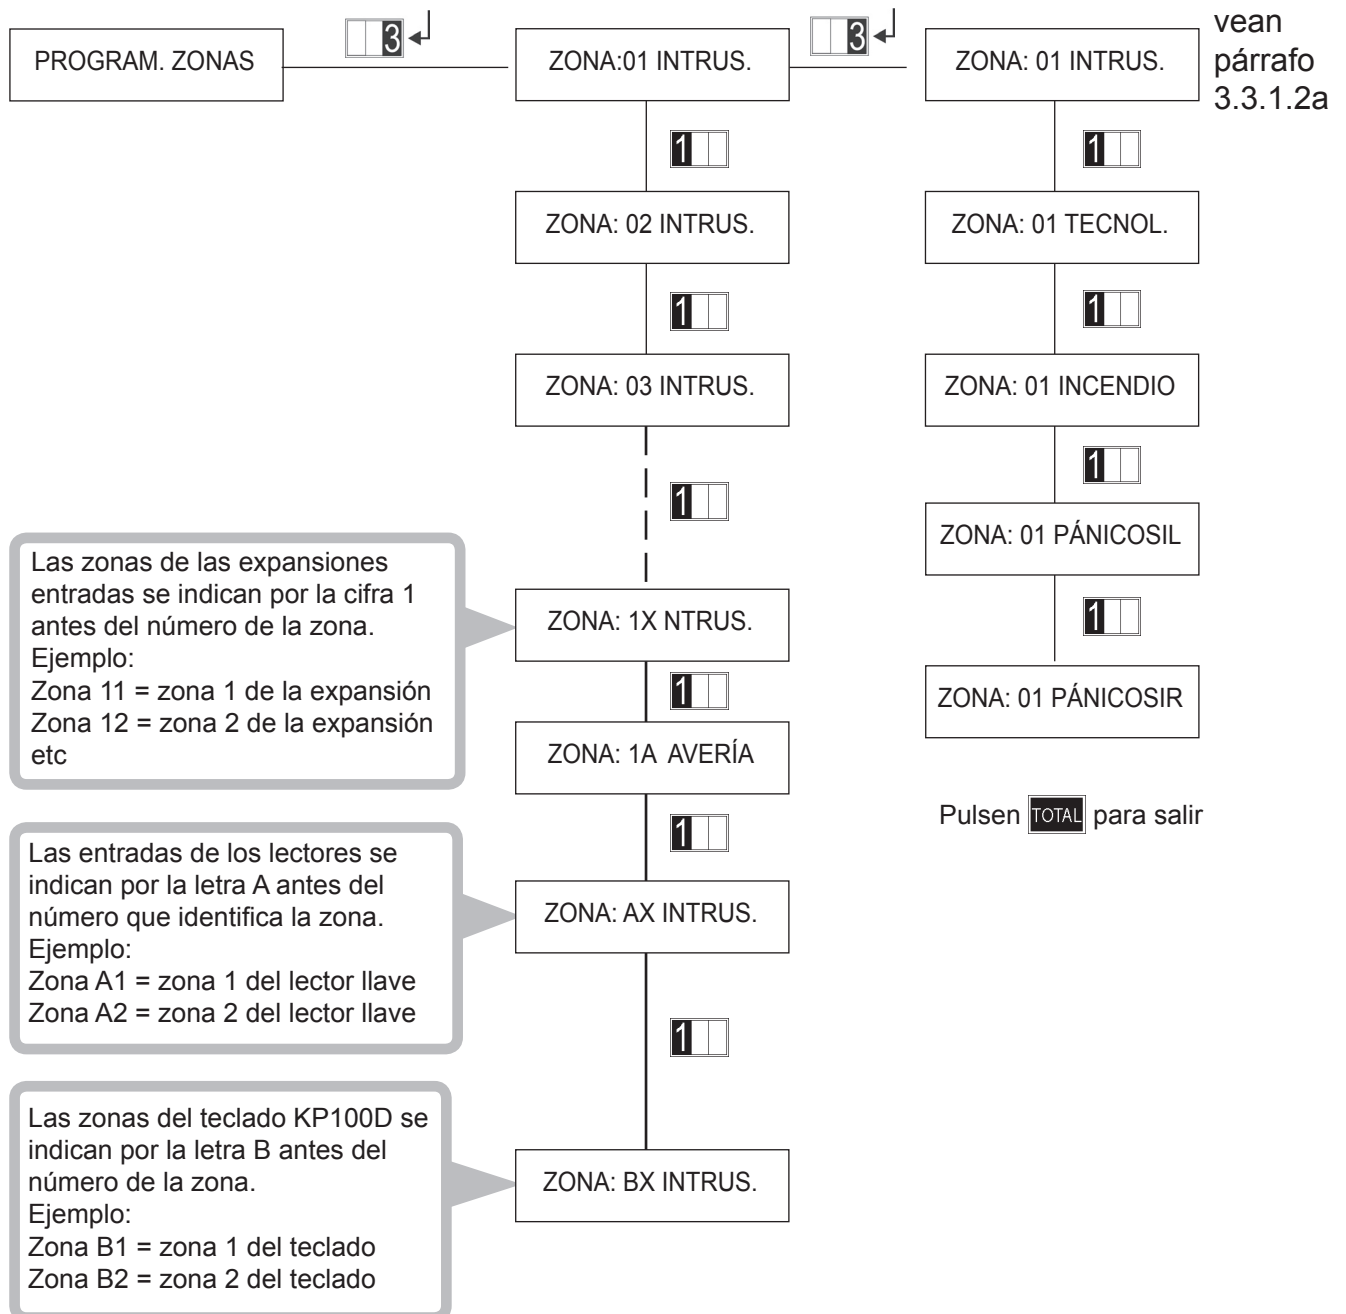 PROGRAM. ZONAS
3
ZONA:01 INTRUS.
3
ZONA: 01 INTRUS.
vean
párrafo
3.3.1.2a
1
1
ZONA: 02 INTRUS.
ZONA: 01 TECNOL.
1
1
ZONA: 03 INTRUS.
ZONA: 01 INCENDIO
1
1
ZONA: 01 PÁNICOSIL
Las zonas de las expansiones
entradas se indican por la cifra 1
antes del número de la zona.
Ejemplo:
Zona 11 = zona 1 de la expansión
Zona 12 = zona 2 de la expansión
etc
ZONA: 1X NTRUS.
1
1
ZONA: 01 PÁNICOSIR
ZONA: 1A AVERÍA
Pulsen TOTAL para salir
1
Las entradas de los lectores se
indican por la letra A antes del
número que identifica la zona.
Ejemplo:
Zona A1 = zona 1 del lector llave
Zona A2 = zona 2 del lector llave
ZONA: AX INTRUS.
1
Las zonas del teclado KP100D se
indican por la letra B antes del
número de la zona.
Ejemplo:
Zona B1 = zona 1 del teclado
Zona B2 = zona 2 del teclado
ZONA: BX INTRUS.